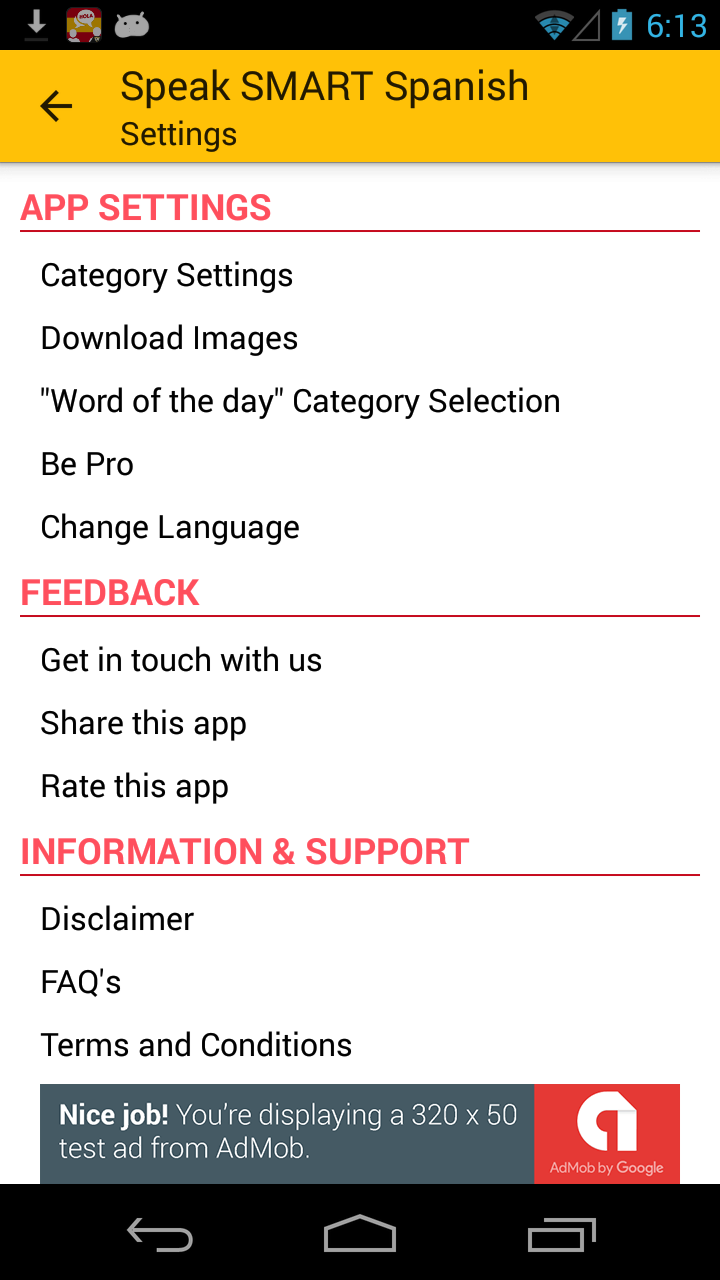 6:13
Speak SMART Spanish
Settings
APP SETTINGS
Category Settings
Download Images
"Word of the day" Category Selection
Be Pro
Change Language
FEEDBACK
Get in touch with us
Share this app
Rate this app
INFORMATION & SUPPORT
Disclaimer
FAQ's
Terms and Conditions
Nice job! You're displaying a 320 x 50
test ad from AdMob.
AdMob by Google